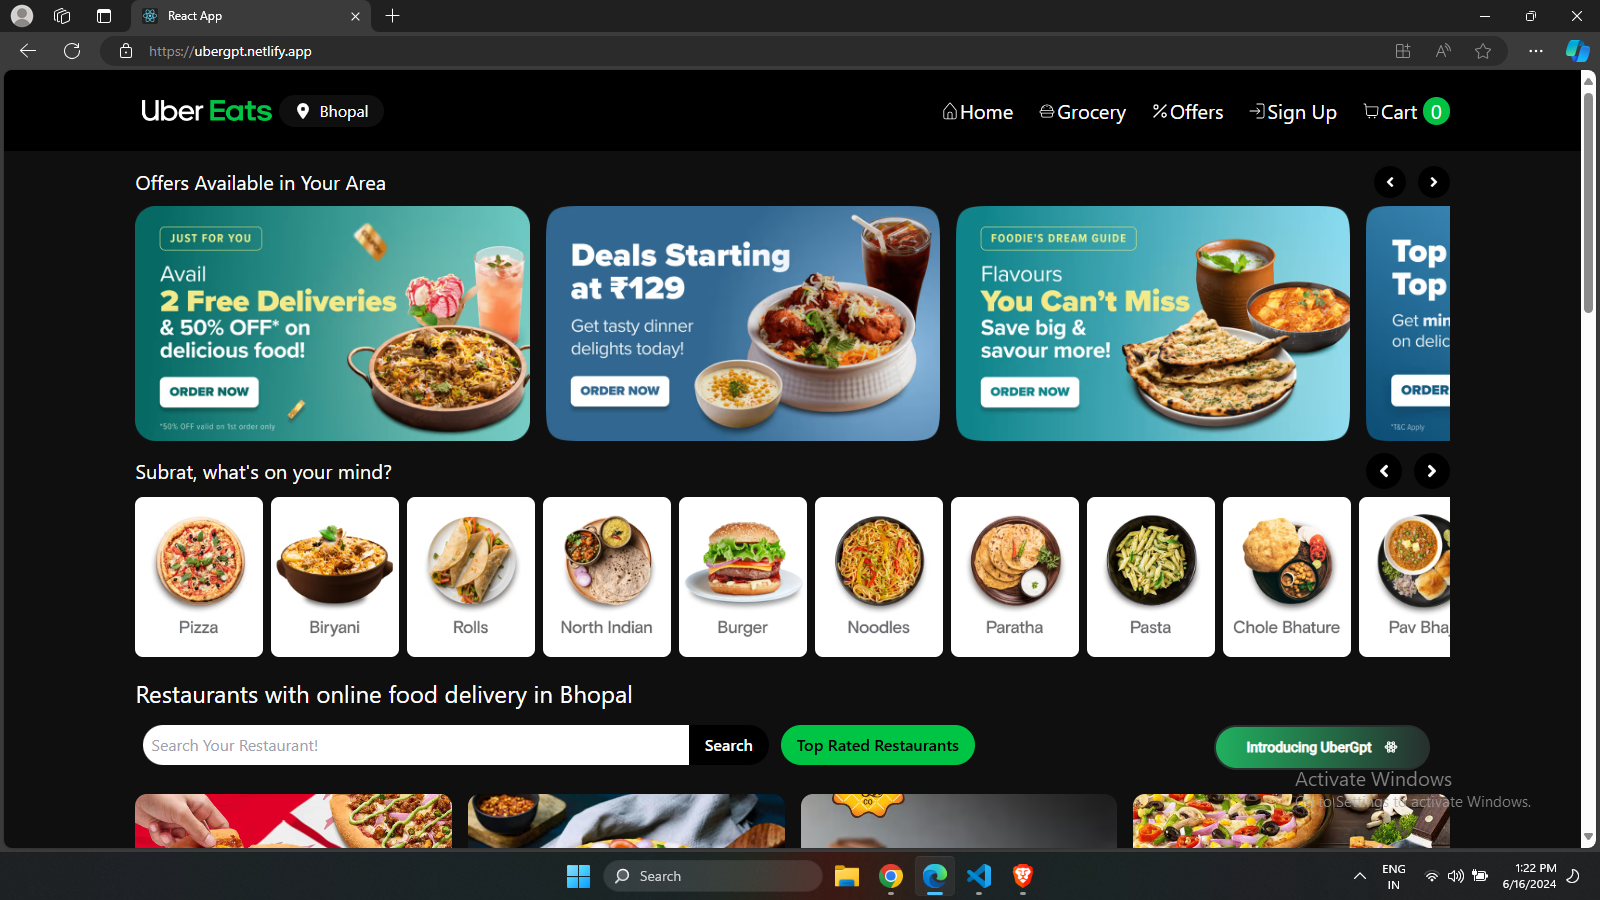 React App
https://ubergpt.netlify.app
Uber Eats
Bhopal
Home
Grocery
Offers
Sign Up
Cart 0
Offers Available in Your Area
JUST FOR YOU
Avail
2 Free Deliveries
& 50% OFF* on
delicious food!
ORDER NOW
*50% OFF valid on 1st order only
Deals Starting
at ₹129
Get tasty dinner
delights today!
ORDER NOW
FOODIE'S DREAM GUIDE
Flavours
You Can't Miss
Save big &
savour more!
ORDER NOW
Top
Top
Get min
on delic
ORDER
*T&C Apply
Subrat, what's on your mind?
Pizza
Biryani
Rolls
North Indian
Burger
Noodles
Paratha
Pasta
Chole Bhature
Pav Bhaj
Restaurants with online food delivery in Bhopal
Search Your Restaurant!
Search
Top Rated Restaurants
Introducing UberGpt
Activate Windows
Go to Settings to activate Windows.
CO
Search
ENG
IN
1:22 PM
6/16/2024